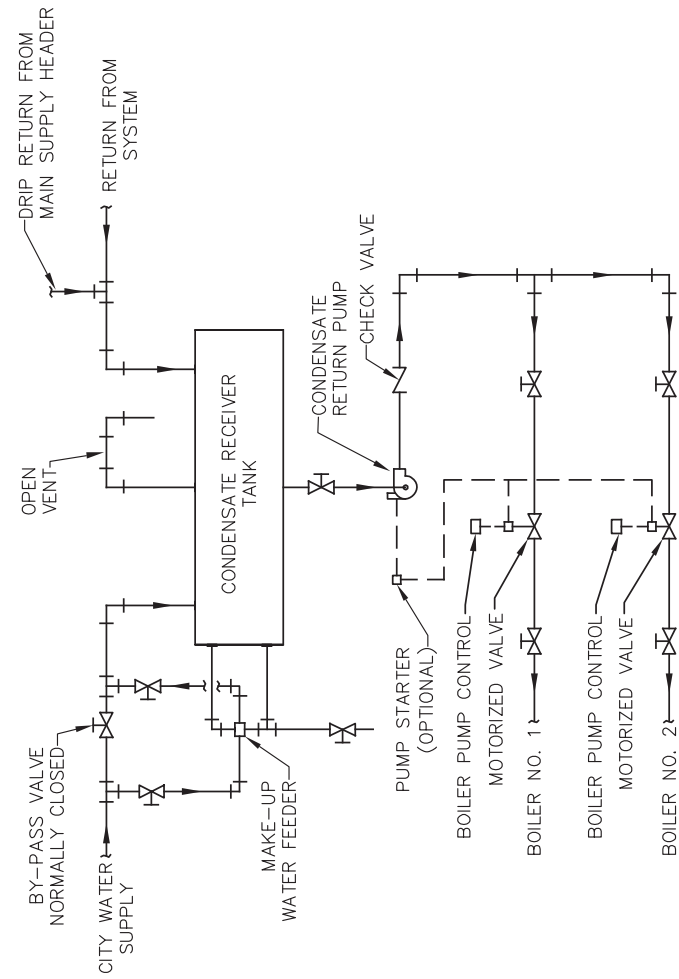 DRIP RETURN FROM
MAIN SUPPLY HEADER
RETURN FROM
SYSTEM
OPEN
VENT
BY-PASS VALVE
NORMALLY CLOSED
CITY WATER
SUPPLY
CONDENSATE RECEIVER
TANK
MAKE-UP
WATER FEEDER
CONDENSATE
RETURN PUMP
CHECK VALVE
PUMP STARTER
(OPTIONAL)
BOILER PUMP CONTROL
MOTORIZED VALVE
BOILER NO. 1
BOILER PUMP CONTROL
MOTORIZED VALVE
BOILER NO. 2